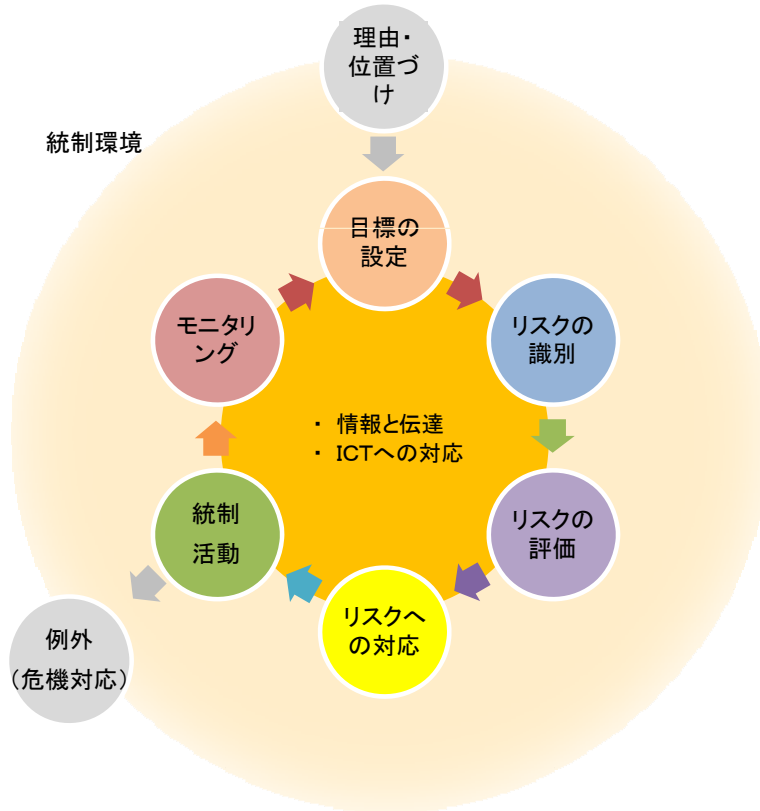 理由・
位置づ
け
統制環境
目標の
設定
モニタリ
ング
リスクの
識別
・ 情報と伝達
・ ICTへの対応
統制
活動
リスクの
評価
リスクへ
の対応
例外
(危機対応)